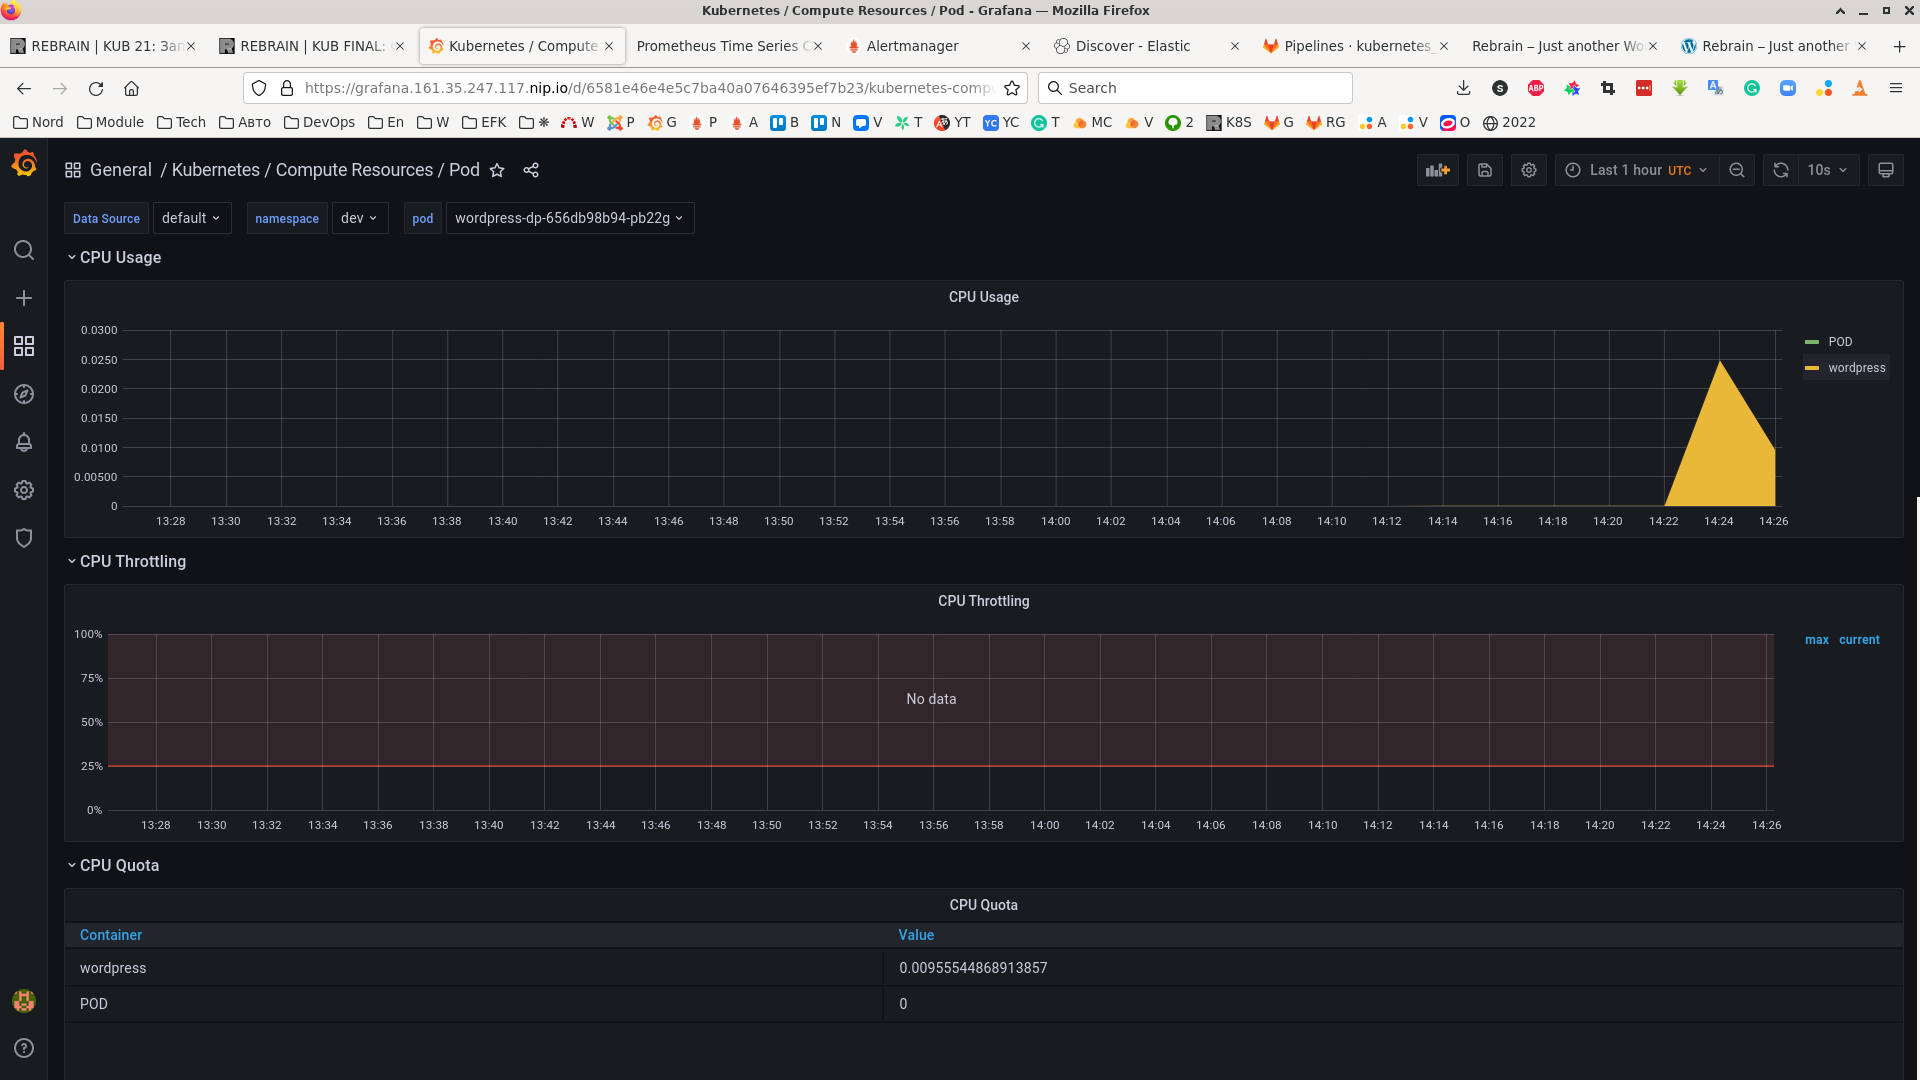 Kubernetes / Compute Resources / Pod - Grafana — Mozilla Firefox
REBRAIN | KUB 21: Зап REBRAIN | KUB FINAL: Kubernetes / Compute Prometheus Time Series C Alertmanager Discover - Elastic Pipelines · kubernetes_ Rebrain – Just another Wo Rebrain – Just another
https://grafana.161.35.247.117.nip.io/d/6581e46e4e5c7ba40a07646395ef7b23/kubernetes-comp Search
Nord Module Tech Авто DevOps En W EFK ❋ W P G P A B N V T YT YC T MC V 2 K8S G RG A V O 2022
General / Kubernetes / Compute Resources / Pod Last 1 hour UTC 10s
Data Source default namespace dev pod wordpress-dp-656db98b94-pb22g
CPU Usage
CPU Usage
0.0300
0.0250
0.0200
0.0150
0.0100
0.00500
0
13:28 13:30 13:32 13:34 13:36 13:38 13:40 13:42 13:44 13:46 13:48 13:50 13:52 13:54 13:56 13:58 14:00 14:02 14:04 14:06 14:08 14:10 14:12 14:14 14:16 14:18 14:20 14:22 14:24 14:26
POD
wordpress
CPU Throttling
CPU Throttling
100%
75%
50%
25%
0%
No data
max current
13:28 13:30 13:32 13:34 13:36 13:38 13:40 13:42 13:44 13:46 13:48 13:50 13:52 13:54 13:56 13:58 14:00 14:02 14:04 14:06 14:08 14:10 14:12 14:14 14:16 14:18 14:20 14:22 14:24 14:26
CPU Quota
CPU Quota
Container Value
wordpress 0.00955544868913857
POD 0